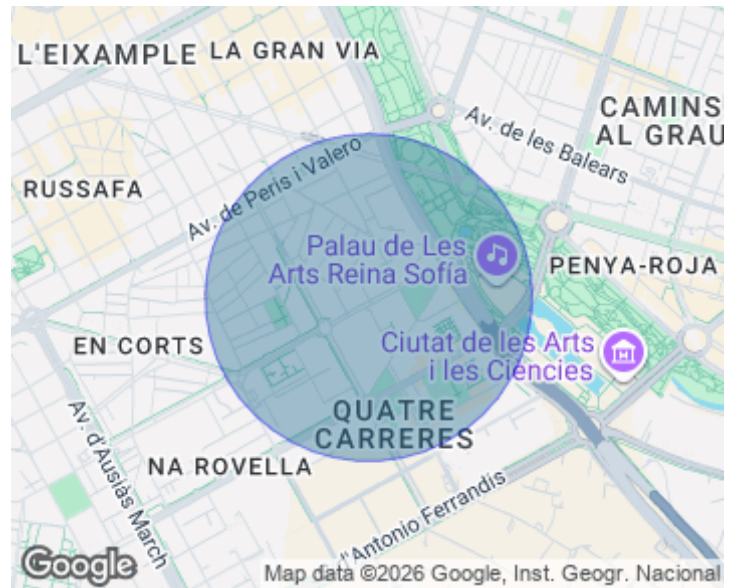 L'EIXAMPLE
LA GRAN VIA
CAMINS
AL GRAU
Av. de les Balears
RUSSAFA
Av. de Peris i Valero
Palau de Les
Arts Reina Sofía
PENYA-ROJA
EN CORTS
Ciutat de les Arts
i les Ciències
QUATRE
CARRERES
Av. d'Ausiàs March
NA ROVELLA
d'Antonio Ferrandis
Google
Map data ©2026 Google, Inst. Geogr. Nacional